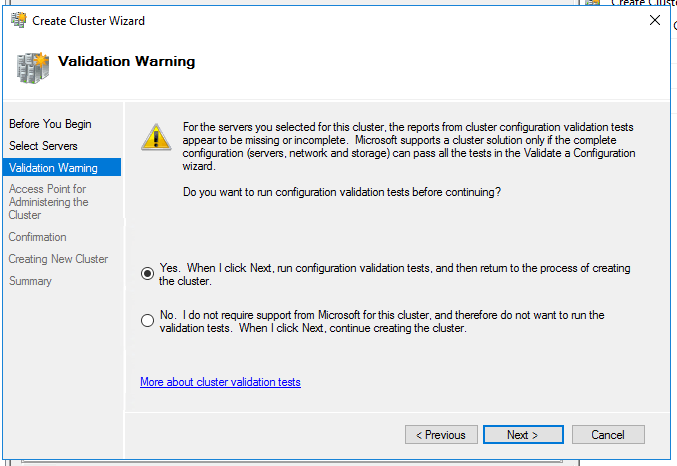 Create Cluster Wizard
Validation Warning
Before You Begin
Select Servers
Validation Warning
Access Point for
Administering the
Cluster
Confirmation
Creating New Cluster
Summary
For the servers you selected for this cluster, the reports from cluster configuration validation tests
appear to be missing or incomplete. Microsoft supports a cluster solution only if the complete
configuration (servers, network and storage) can pass all the tests in the Validate a Configuration
wizard.
Do you want to run configuration validation tests before continuing?
Yes. When I click Next, run configuration validation tests, and then return to the process of creating
the cluster.
No. I do not require support from Microsoft for this cluster, and therefore do not want to run the
validation tests. When I click Next, continue creating the cluster.
More about cluster validation tests
< Previous
Next >
Cancel